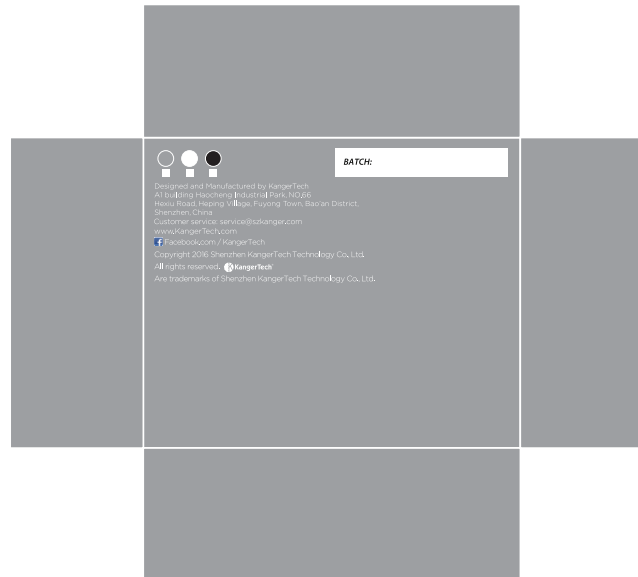 BATCH:
Designed and Manufactured by KangerTech
A1 building Haocheng Industrial Park, NO,66
Hexiu Road, Heping Village, Fuyong Town, Bao'an District,
Shenzhen, China
Customer service: service@szkanger.com
www.KangerTech.com
f Facebook.com / KangerTech
Copyright 2016 Shenzhen KangerTech Technology Co. Ltd.
All rights reserved. K KangerTech®
Are trademarks of Shenzhen KangerTech Technology Co. Ltd.